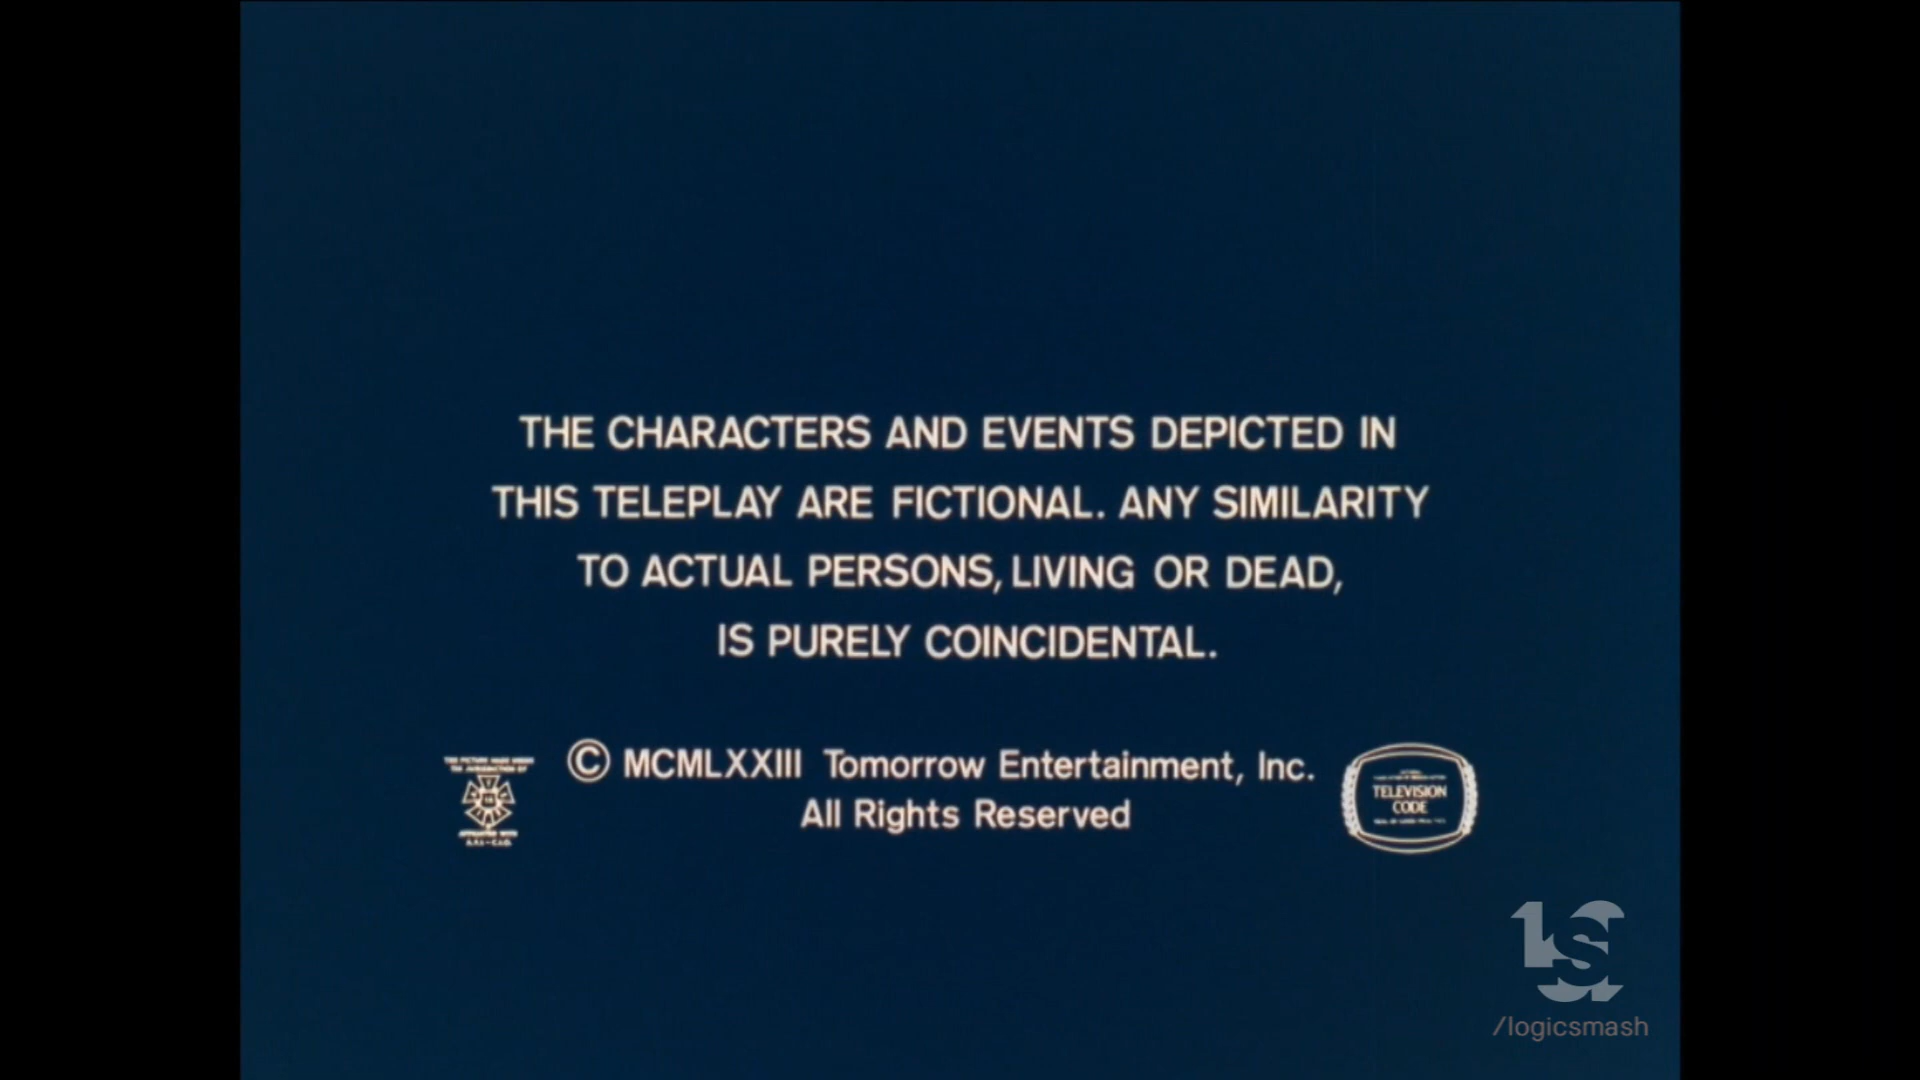 THE CHARACTERS AND EVENTS DEPICTED IN
THIS TELEPLAY ARE FICTIONAL. ANY SIMILARITY
TO ACTUAL PERSONS, LIVING OR DEAD,
IS PURELY COINCIDENTAL.
© MCMLXXIII Tomorrow Entertainment, Inc.
All Rights Reserved
TELEVISION
CODE
/logicsmash